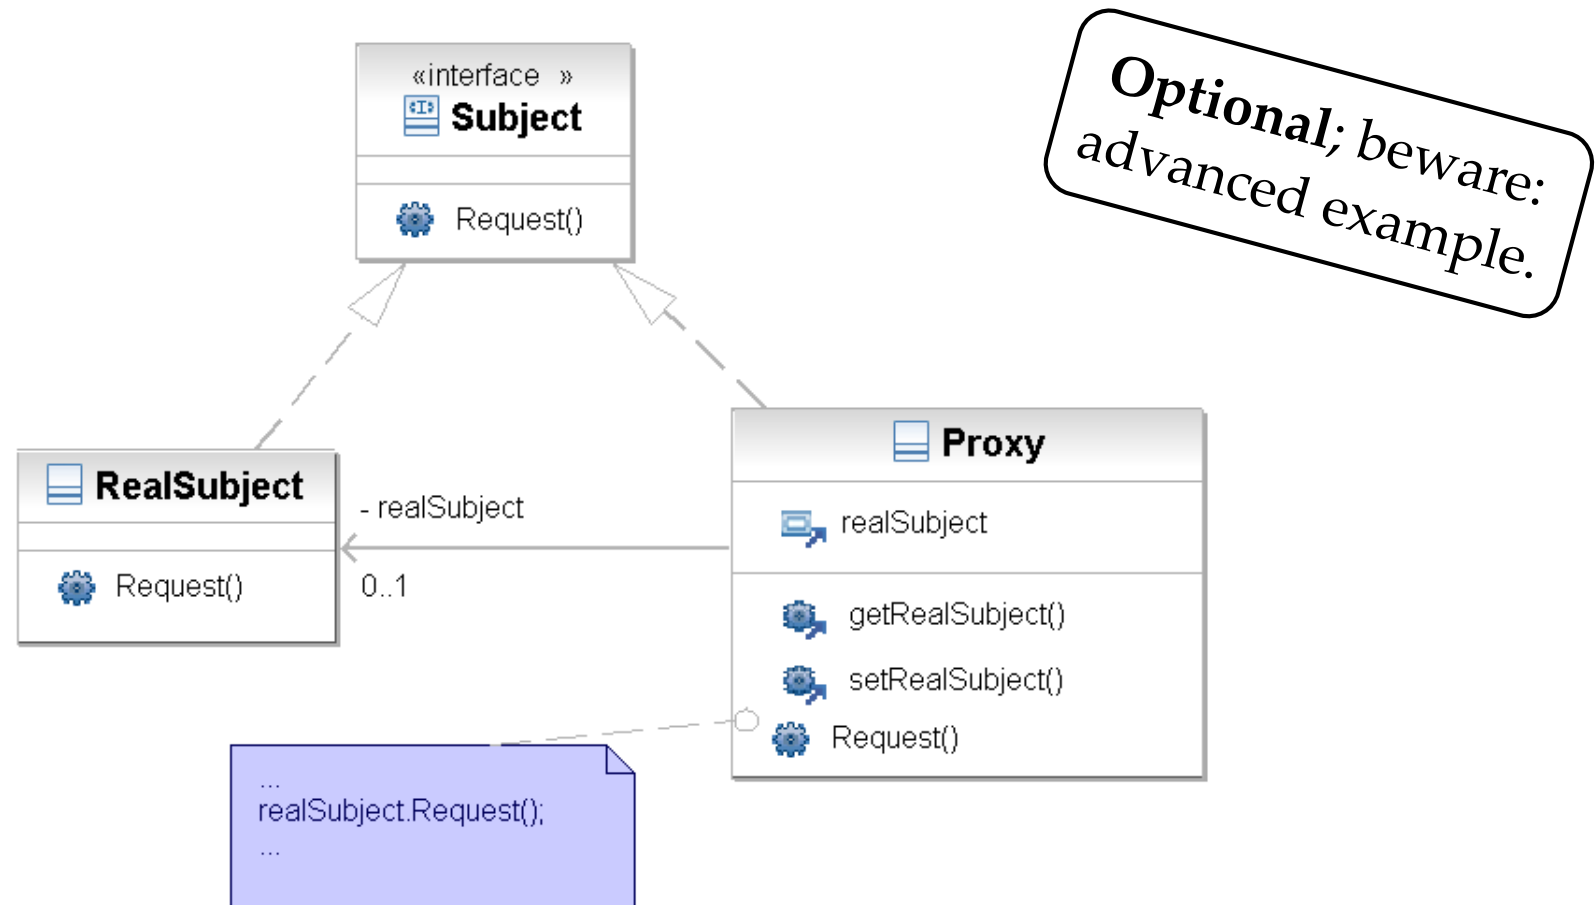 «interface »
Subject
Request()
Optional; beware:
advanced example.
RealSubject
Request()
- realSubject
0..1
Proxy
realSubject
getRealSubject()
setRealSubject()
Request()
...
realSubject.Request();
...